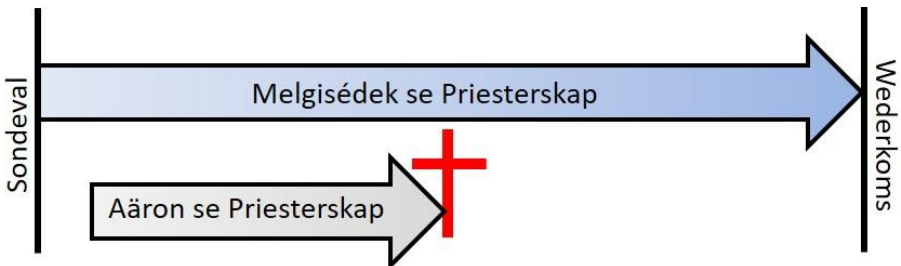 Sondeval
Melgisédek se Priesterskap
Aäron se Priesterskap
Wederkoms